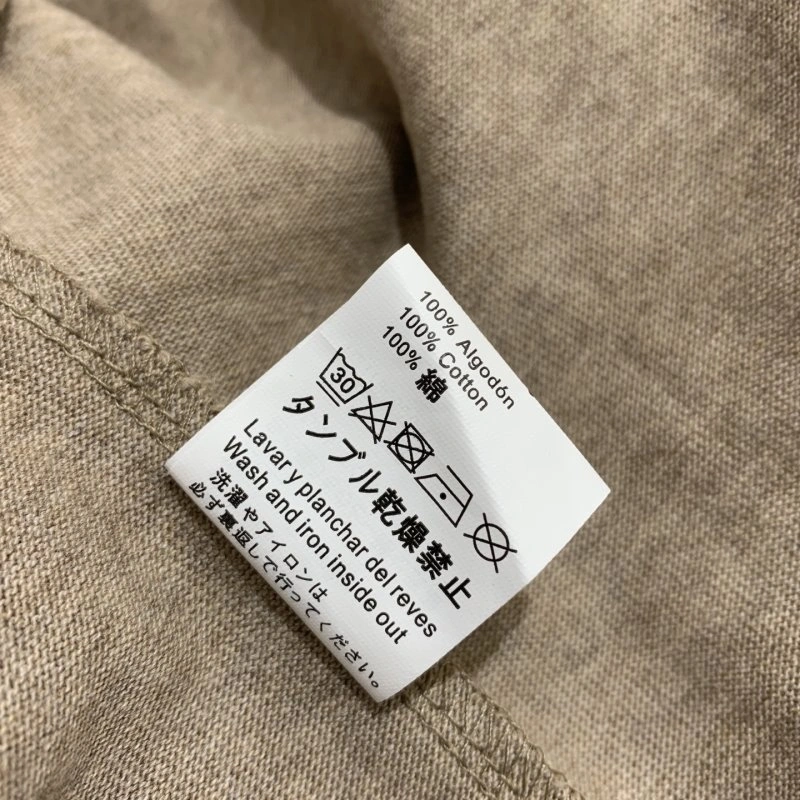 100% Algodón
100% Cotton
100% 綿
30
タンブル乾燥禁止
Lavar y planchar del reves
Wash and iron inside out
洗濯やアイロンは
必ず裏返しで行ってください。